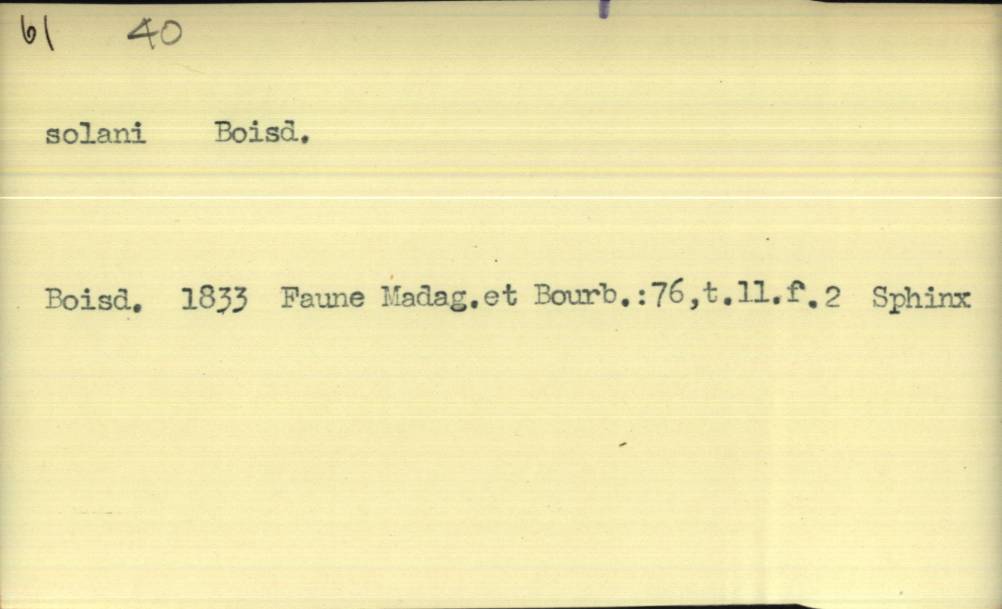 61 40
solani Boisd.
Boisd. 1833 Faune Madag.et Bourb.:76,t.11.f.2 Sphinx